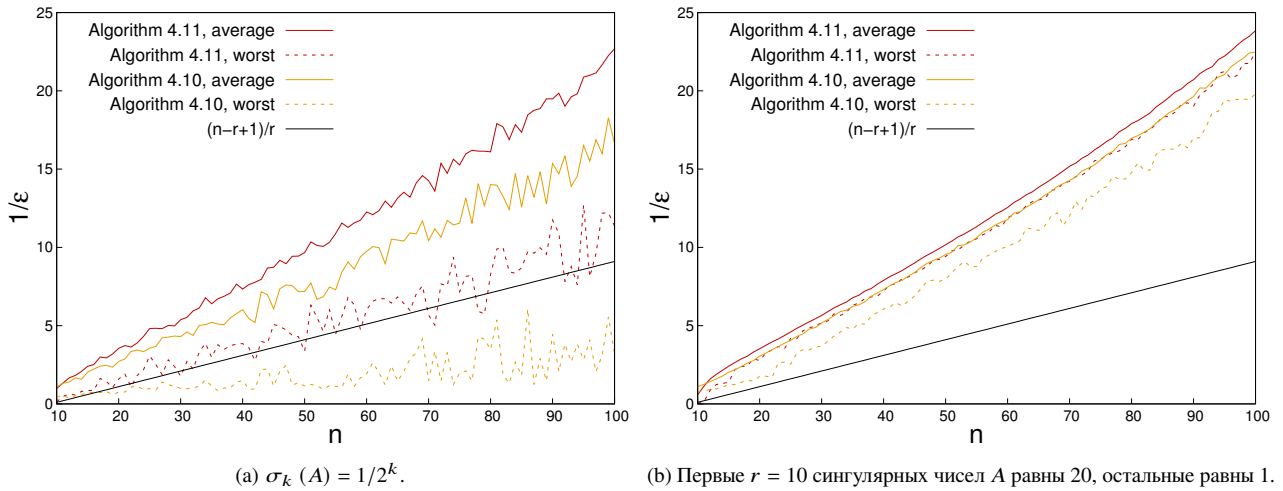 25
20
15
10
5
0
1/ε
Algorithm 4.11, average
Algorithm 4.11, worst
Algorithm 4.10, average
Algorithm 4.10, worst
(n−r+1)/r
10 20 30 40 50 60 70 80 90 100
n
(a) σₖ (A) = 1/2ᵏ.
25
20
15
10
5
0
1/ε
Algorithm 4.11, average
Algorithm 4.11, worst
Algorithm 4.10, average
Algorithm 4.10, worst
(n−r+1)/r
10 20 30 40 50 60 70 80 90 100
n
(b) Первые r = 10 сингулярных чисел A равны 20, остальные равны 1.